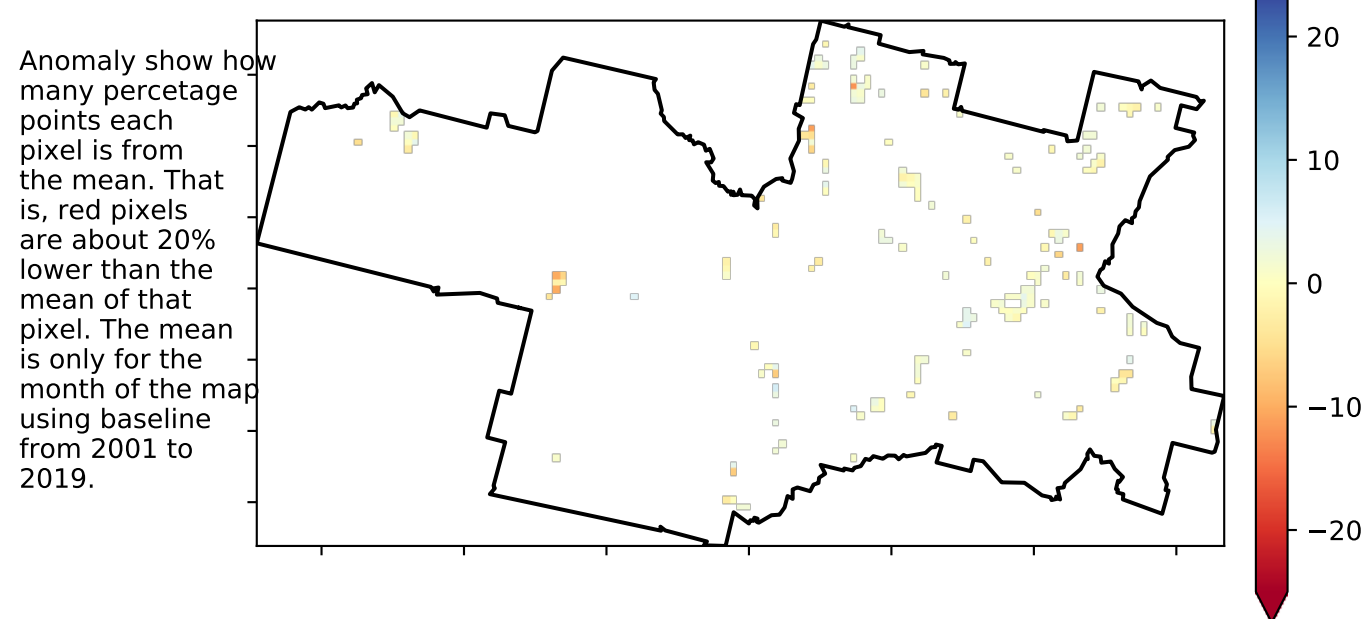 Anomaly show how
many percetage
points each
pixel is from
the mean. That
is, red pixels
are about 20%
lower than the
mean of that
pixel. The mean
is only for the
month of the map
using baseline
from 2001 to
2019.
20
10
0
−10
−20